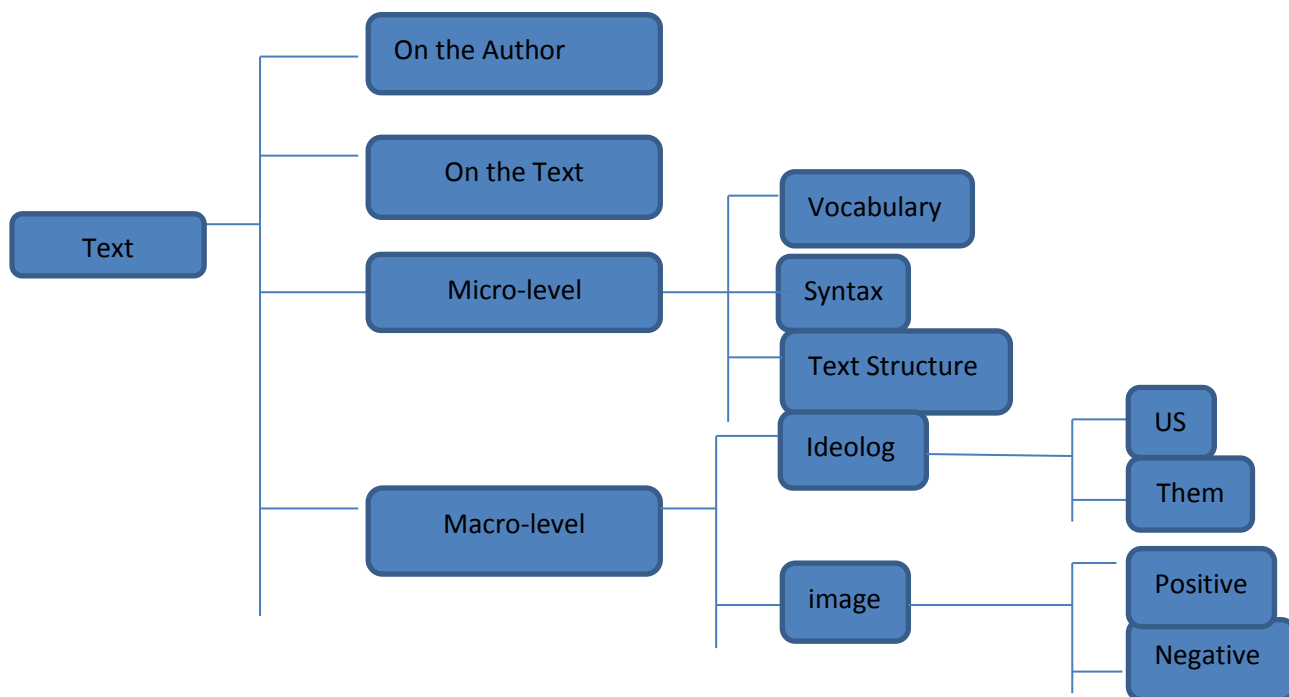 On the Author
On the Text
Text
Vocabulary
Micro-level
Syntax
Text Structure
US
Ideolog
Them
Macro-level
Positive
image
Negative